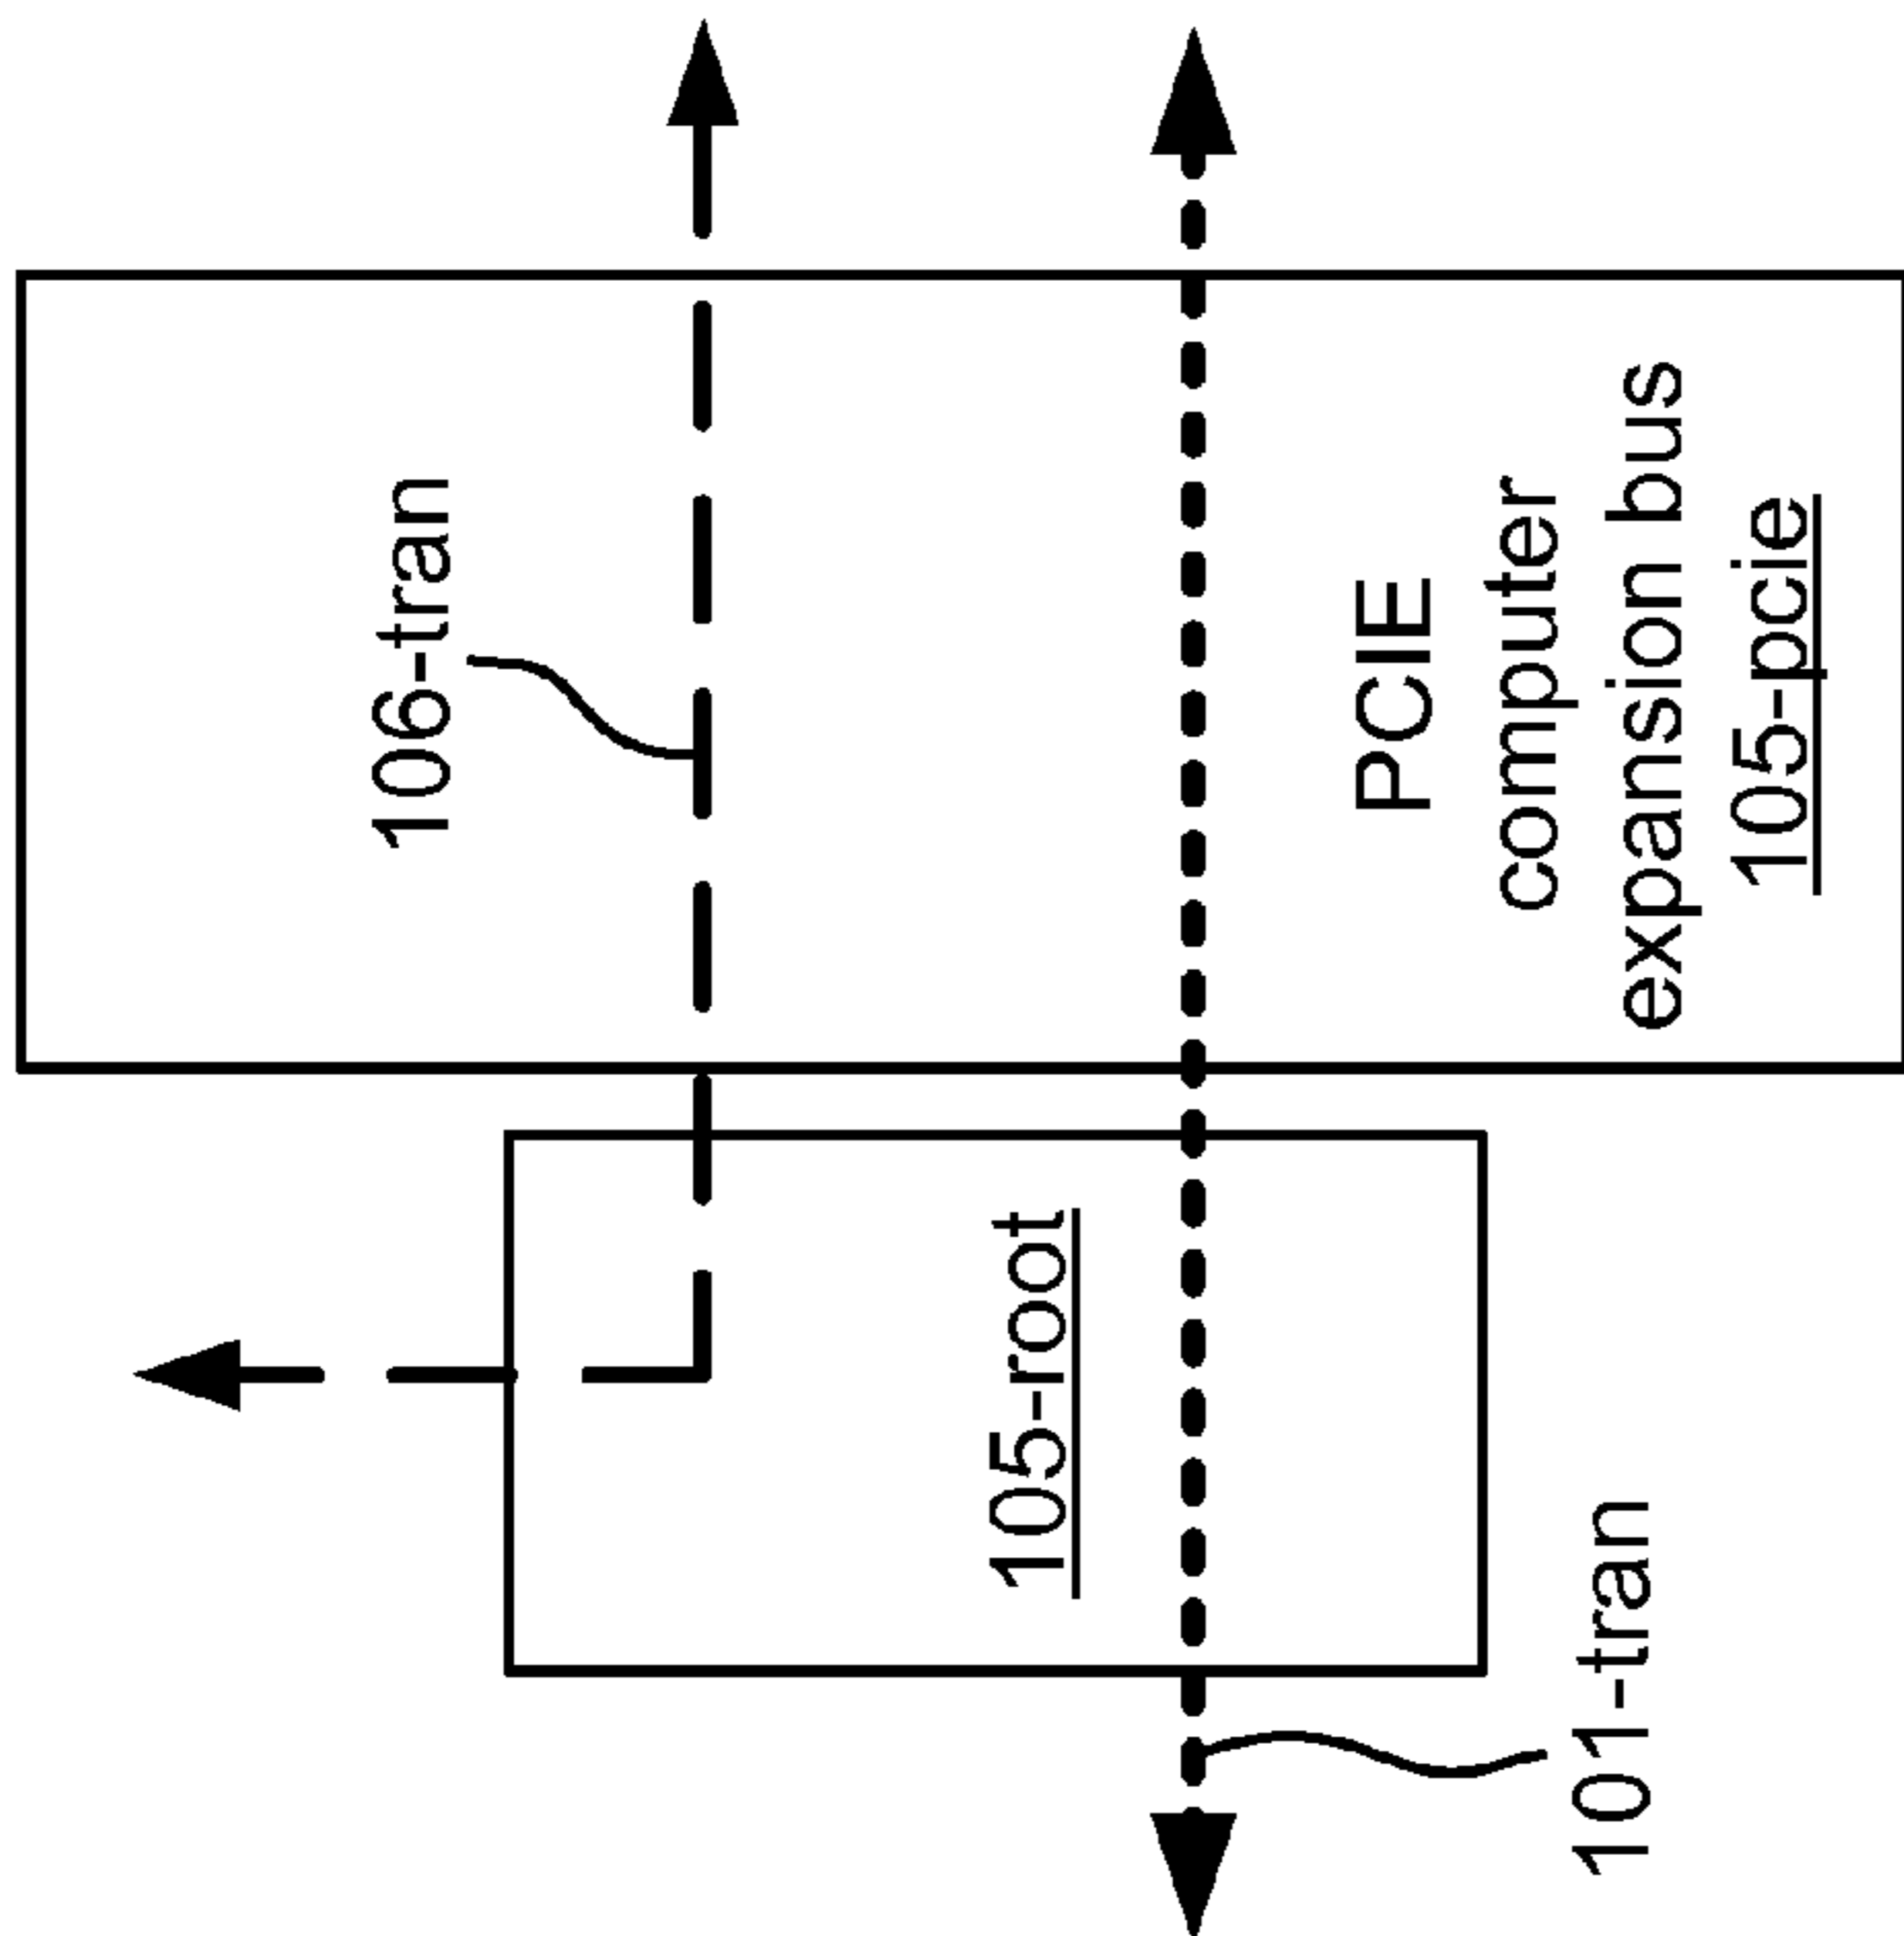 106-tran
PCIE
computer
expansion bus
105-pcie
105-root
101-tran